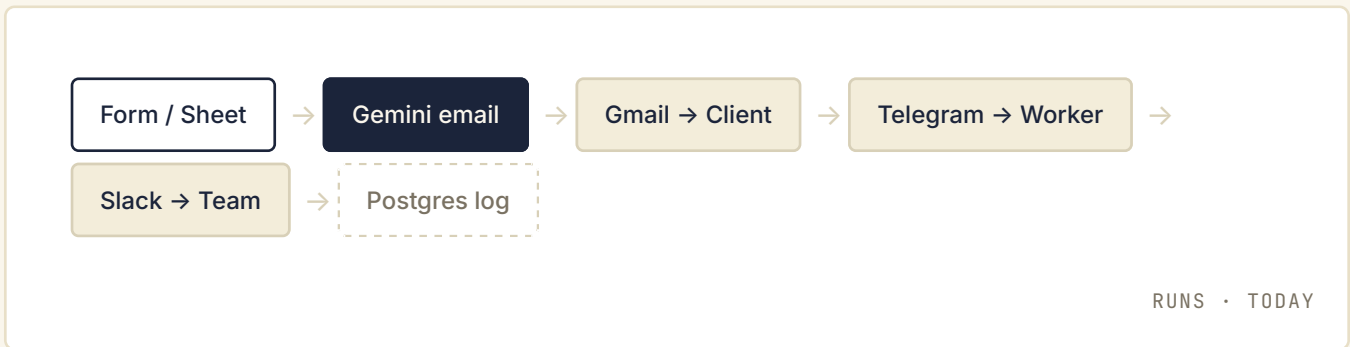 Form / Sheet → Gemini email → Gmail → Client → Telegram → Worker →
Slack → Team → Postgres log
RUNS · TODAY